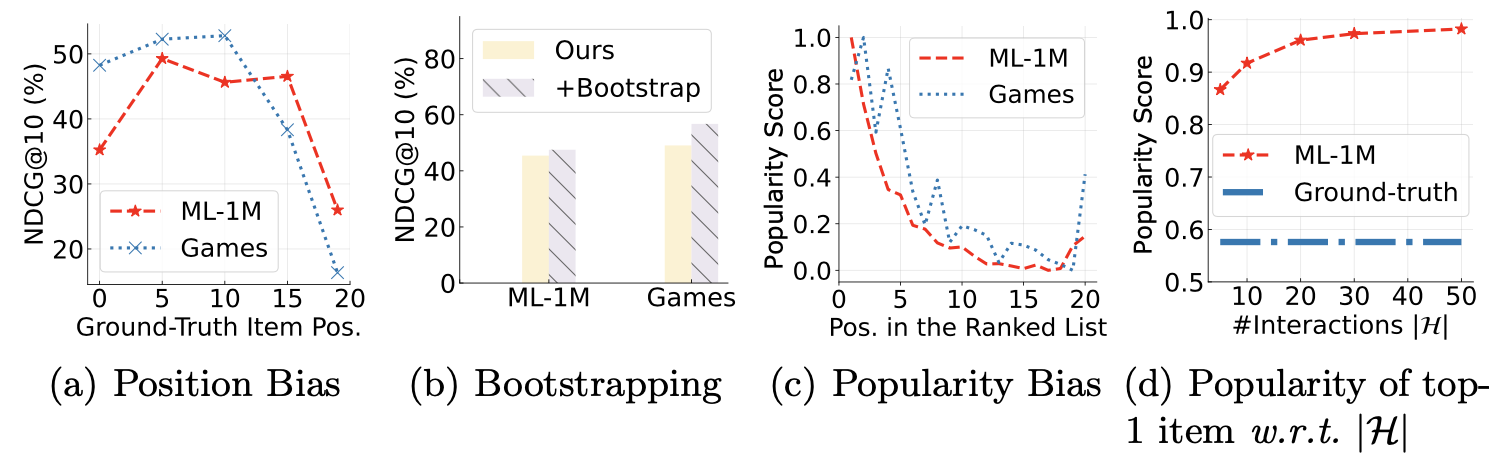 NDCG@10 (%)
50
40
30
20
ML-1M
Games
0 5 10 15 20
Ground-Truth Item Pos.
(a) Position Bias
NDCG@10 (%)
80
60
40
20
0
Ours
+Bootstrap
ML-1M Games
(b) Bootstrapping
Popularity Score
1.0
0.8
0.6
0.4
0.2
0.0
ML-1M
Games
0 5 10 15 20
Pos. in the Ranked List
(c) Popularity Bias
Popularity Score
1.0
0.9
0.8
0.7
0.6
0.5
ML-1M
Ground-truth
10 20 30 40 50
#Interactions |ℋ|
(d) Popularity of top-
1 item w.r.t. |ℋ|